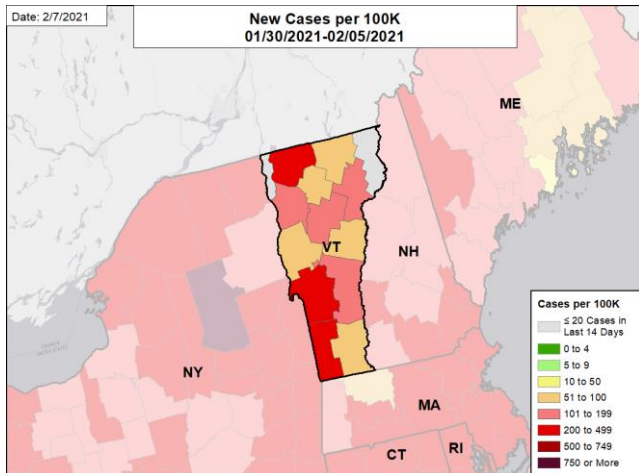 Date: 2/7/2021
New Cases per 100K
01/30/2021-02/05/2021
ME
VT
NH
NY
MA
CT
RI
Cases per 100K
≤ 20 Cases in
Last 14 Days
0 to 4
5 to 9
10 to 50
51 to 100
101 to 199
200 to 499
500 to 749
750 or More